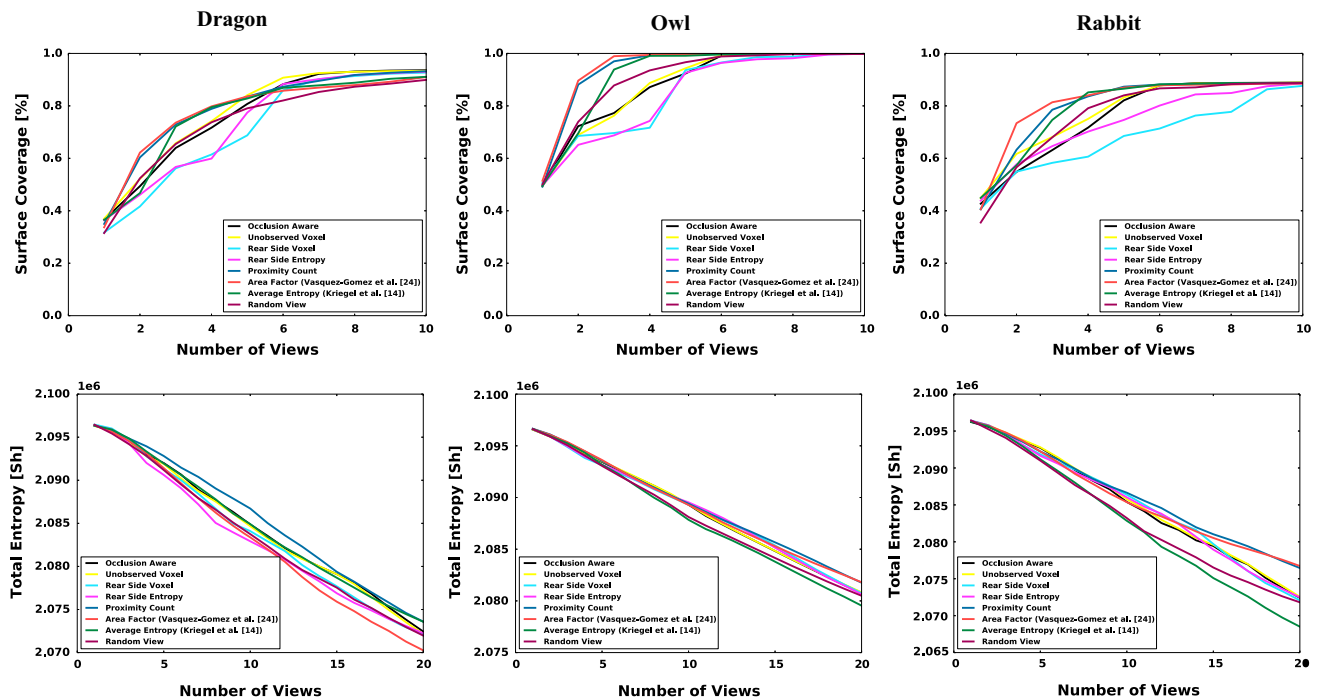 Dragon
Owl
Rabbit
Surface Coverage [%]
1.0
0.8
0.6
0.4
0.2
0.0
Occlusion Aware
Unobserved Voxel
Rear Side Voxel
Rear Side Entropy
Proximity Count
Area Factor (Vasquez-Gomez et al. [24])
Average Entropy (Kriegel et al. [14])
Random View
0 2 4 6 8 10
Number of Views
Surface Coverage [%]
1.0
0.8
0.6
0.4
0.2
0.0
Occlusion Aware
Unobserved Voxel
Rear Side Voxel
Rear Side Entropy
Proximity Count
Area Factor (Vasquez-Gomez et al. [24])
Average Entropy (Kriegel et al. [14])
Random View
0 2 4 6 8 10
Number of Views
Surface Coverage [%]
1.0
0.8
0.6
0.4
0.2
0.0
Occlusion Aware
Unobserved Voxel
Rear Side Voxel
Rear Side Entropy
Proximity Count
Area Factor (Vasquez-Gomez et al. [24])
Average Entropy (Kriegel et al. [14])
Random View
0 2 4 6 8 10
Number of Views
Total Entropy [Sh]
1e6
2.100
2.095
2.090
2.085
2.080
2.075
2.070
Occlusion Aware
Unobserved Voxel
Rear Side Voxel
Rear Side Entropy
Proximity Count
Area Factor (Vasquez-Gomez et al. [24])
Average Entropy (Kriegel et al. [14])
Random View
0 5 10 15 20
Number of Views
Total Entropy [Sh]
1e6
2.100
2.095
2.090
2.085
2.080
2.075
Occlusion Aware
Unobserved Voxel
Rear Side Voxel
Rear Side Entropy
Proximity Count
Area Factor (Vasquez-Gomez et al. [24])
Average Entropy (Kriegel et al. [14])
Random View
0 5 10 15 20
Number of Views
Total Entropy [Sh]
1e6
2.100
2.095
2.090
2.085
2.080
2.075
2.070
2.065
Occlusion Aware
Unobserved Voxel
Rear Side Voxel
Rear Side Entropy
Proximity Count
Area Factor (Vasquez-Gomez et al. [24])
Average Entropy (Kriegel et al. [14])
Random View
0 5 10 15 20
Number of Views